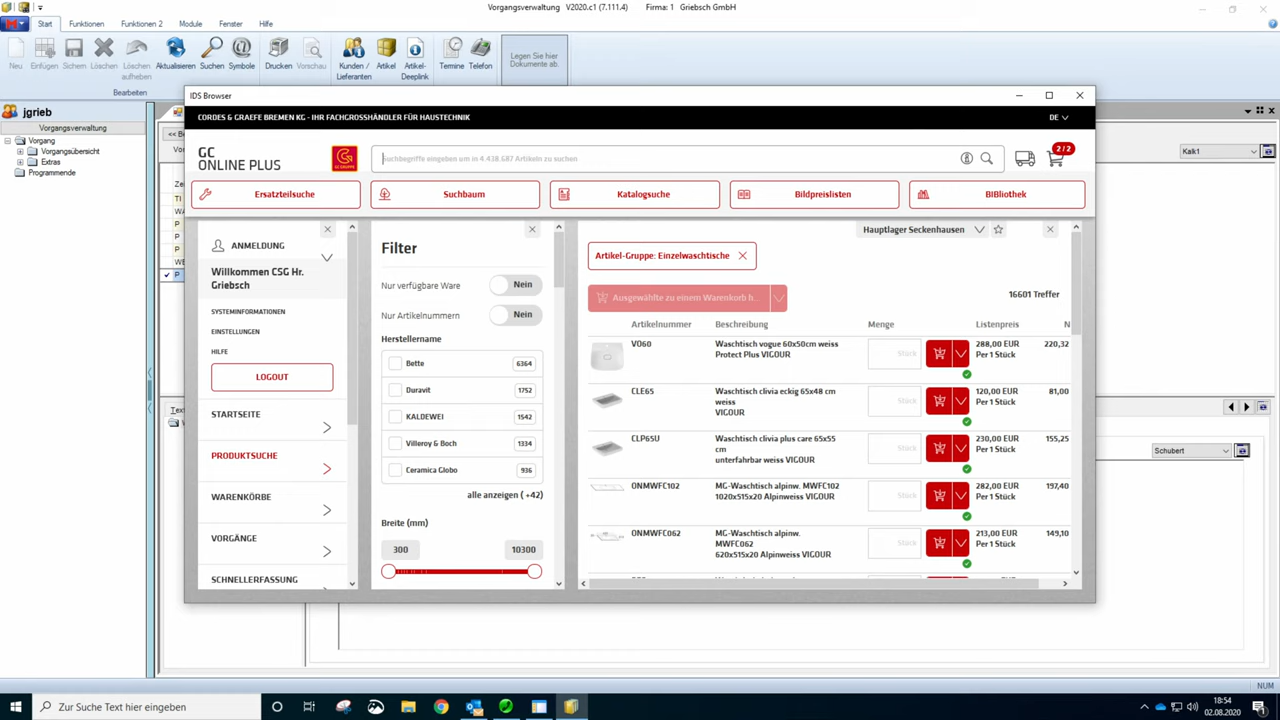 Vorgangsverwaltung V2020.c1 (7.111.4) Firma: 1 Griebsch GmbH
Start Funktionen Funktionen 2 Module Fenster Hilfe
Neu Einfügen Sichern Löschen Löschen aufheben Aktualisieren Suchen Symbole Drucken Vorschau Kunden / Lieferanten Artikel Artikel-Deeplink Termine Telefon
Legen Sie hier Dokumente ab.
Bearbeiten
jgrieb
Vorgangsverwaltung
Vorgang
Vorgangsübersicht
Extras
Programmende
Kalk1
Schubert
IDS Browser
CORDES & GRAEFE BREMEN KG - IHR FACHGROSSHÄNDLER FÜR HAUSTECHNIK
DE
GC
ONLINE PLUS
GC GRUPPE
Suchbegriffe eingeben um in 4.438.687 Artikeln zu suchen
2/2
Ersatzteilsuche
Suchbaum
Katalogsuche
Bildpreislisten
BIBliothek
ANMELDUNG
Willkommen CSG Hr.
Griebsch
SYSTEMINFORMATIONEN
EINSTELLUNGEN
HILFE
LOGOUT
STARTSEITE
PRODUKTSUCHE
WARENKÖRBE
VORGÄNGE
SCHNELLERFASSUNG
Filter
Nur verfügbare Ware Nein
Nur Artikelnummern Nein
Herstellername
Bette 6364
Duravit 1752
KALDEWEI 1542
Villeroy & Boch 1334
Ceramica Globo 936
alle anzeigen ( +42)
Breite (mm)
300 10300
Hauptlager Seckenhausen
Artikel-Gruppe: Einzelwaschtische
Ausgewählte zu einem Warenkorb h...
16601 Treffer
Artikelnummer Beschreibung Menge Listenpreis N
VO60 Waschtisch vogue 60x50cm weiss Stück 288,00 EUR 220,32
Protect Plus VIGOUR Per 1 Stück
CLE65 Waschtisch clivia eckig 65x48 cm Stück 120,00 EUR 81,00
weiss Per 1 Stück
VIGOUR
CLP65U Waschtisch clivia plus care 65x55 Stück 230,00 EUR 155,25
cm Per 1 Stück
unterfahrbar weiss VIGOUR
ONMWFC102 MG-Waschtisch alpinw. MWFC102 Stück 282,00 EUR 197,40
1020x515x20 Alpinweiss VIGOUR Per 1 Stück
ONMWFC062 MG-Waschtisch alpinw. Stück 213,00 EUR 149,10
MWFC062 Per 1 Stück
620x515x20 Alpinweiss VIGOUR
NUM
Zur Suche Text hier eingeben
18:54
02.08.2020